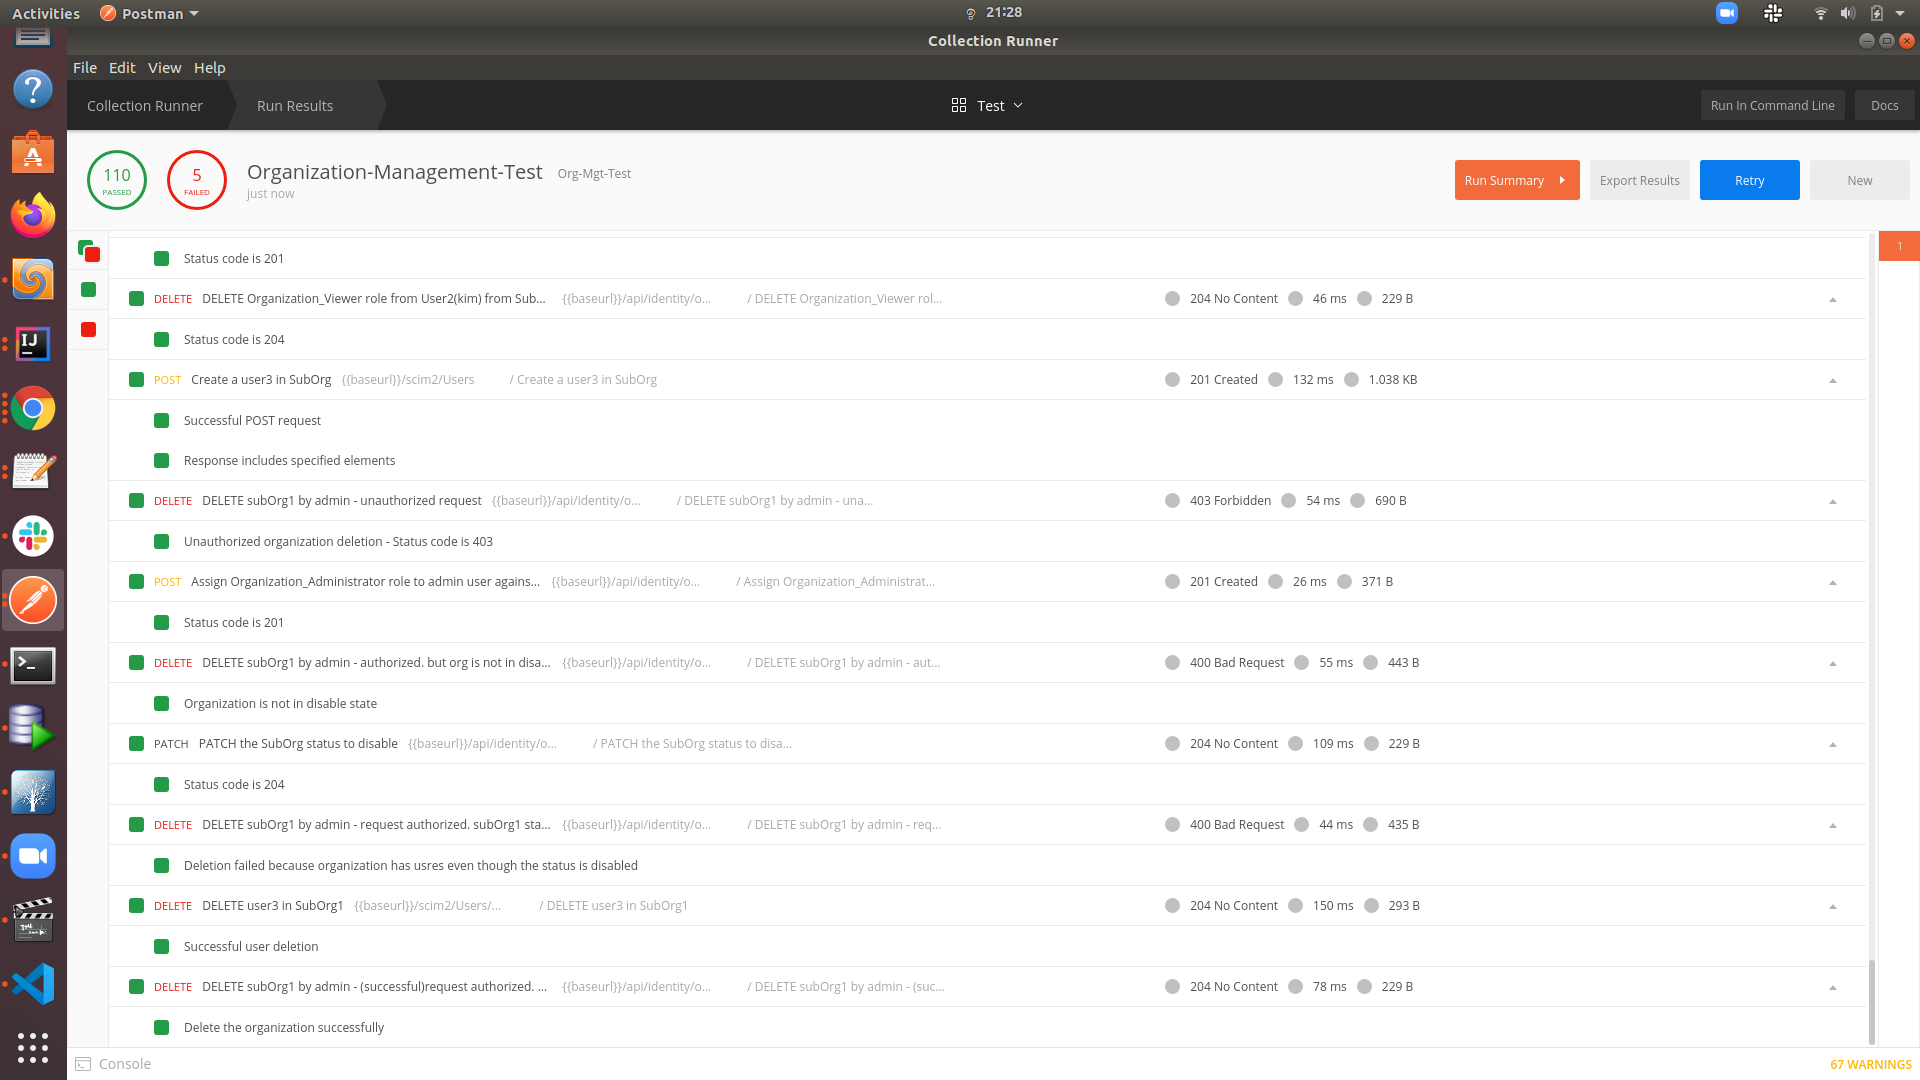 Activities Postman 21:28
Collection Runner
File Edit View Help
Collection Runner Run Results Test Run In Command Line Docs
110 PASSED 5 FAILED Organization-Management-Test Org-Mgt-Test
just now
Run Summary Export Results Retry New
1
Status code is 201
DELETE DELETE Organization_Viewer role from User2(kim) from Sub... {{baseurl}}/api/identity/o... / DELETE Organization_Viewer rol... 204 No Content 46 ms 229 B
Status code is 204
POST Create a user3 in SubOrg {{baseurl}}/scim2/Users / Create a user3 in SubOrg 201 Created 132 ms 1.038 KB
Successful POST request
Response includes specified elements
DELETE DELETE subOrg1 by admin - unauthorized request {{baseurl}}/api/identity/o... / DELETE subOrg1 by admin - una... 403 Forbidden 54 ms 690 B
Unauthorized organization deletion - Status code is 403
POST Assign Organization_Administrator role to admin user agains... {{baseurl}}/api/identity/o... / Assign Organization_Administrat... 201 Created 26 ms 371 B
Status code is 201
DELETE DELETE subOrg1 by admin - authorized. but org is not in disa... {{baseurl}}/api/identity/o... / DELETE subOrg1 by admin - aut... 400 Bad Request 55 ms 443 B
Organization is not in disable state
PATCH PATCH the SubOrg status to disable {{baseurl}}/api/identity/o... / PATCH the SubOrg status to disa... 204 No Content 109 ms 229 B
Status code is 204
DELETE DELETE subOrg1 by admin - request authorized. subOrg1 sta... {{baseurl}}/api/identity/o... / DELETE subOrg1 by admin - req... 400 Bad Request 44 ms 435 B
Deletion failed because organization has usres even though the status is disabled
DELETE DELETE user3 in SubOrg1 {{baseurl}}/scim2/Users/... / DELETE user3 in SubOrg1 204 No Content 150 ms 293 B
Successful user deletion
DELETE DELETE subOrg1 by admin - (successful)request authorized. ... {{baseurl}}/api/identity/o... / DELETE subOrg1 by admin - (suc... 204 No Content 78 ms 229 B
Delete the organization successfully
Console 67 WARNINGS